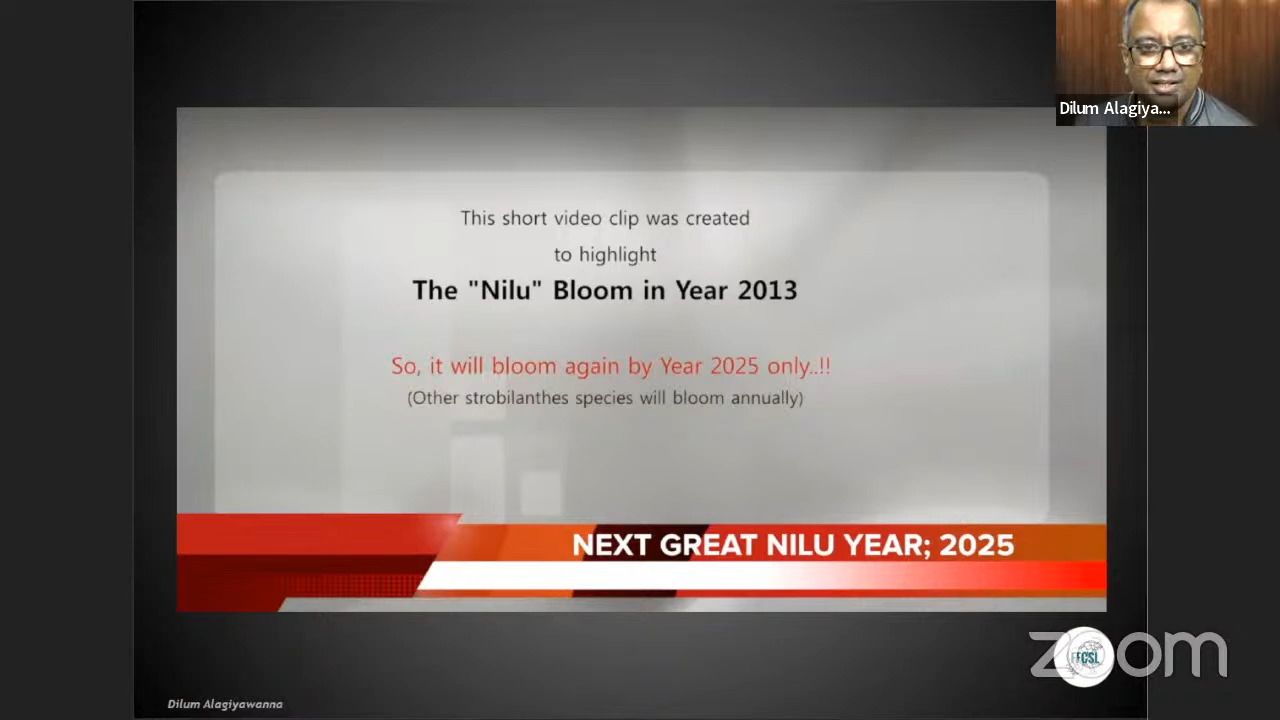 Dilum Alagiya...
This short video clip was created
to highlight
The "Nilu" Bloom in Year 2013
So, it will bloom again by Year 2025 only..!!
(Other strobilanthes species will bloom annually)
NEXT GREAT NILU YEAR; 2025
zoom
FFCSL
Dilum Alagiyawanna